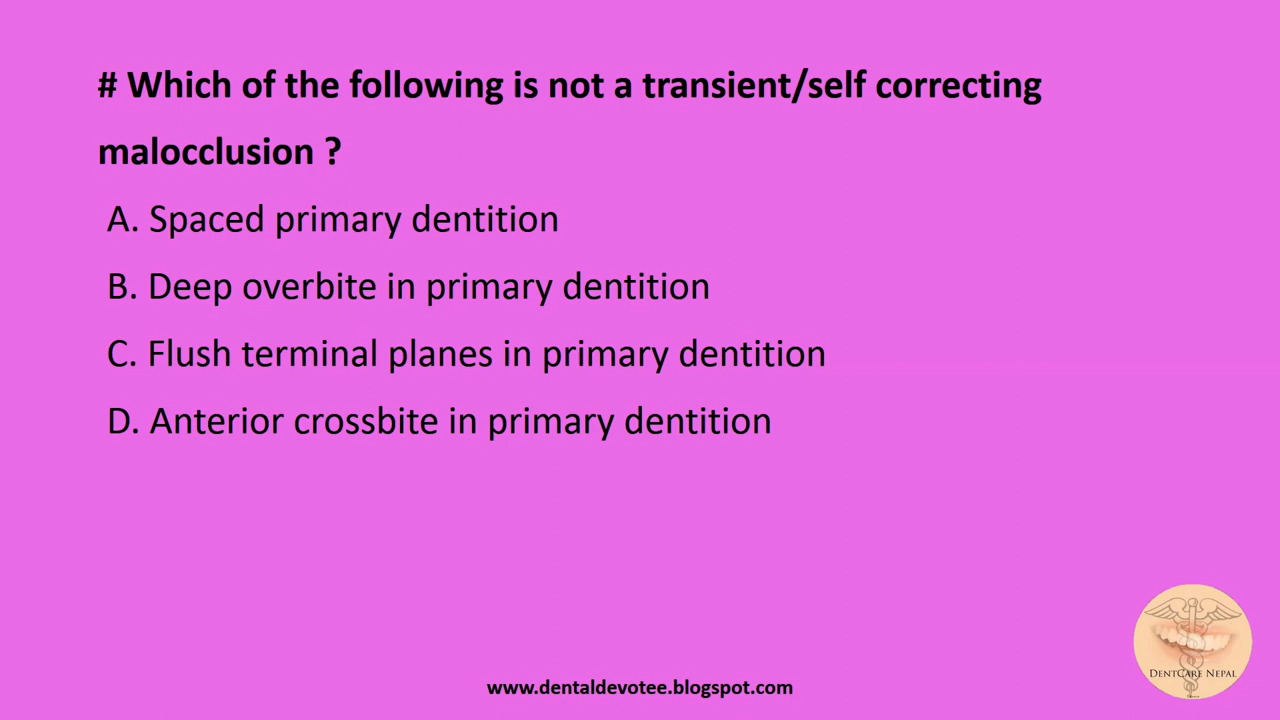 # Which of the following is not a transient/self correcting
malocclusion ?
A. Spaced primary dentition
B. Deep overbite in primary dentition
C. Flush terminal planes in primary dentition
D. Anterior crossbite in primary dentition
DentCare Nepal
www.dentaldevotee.blogspot.com